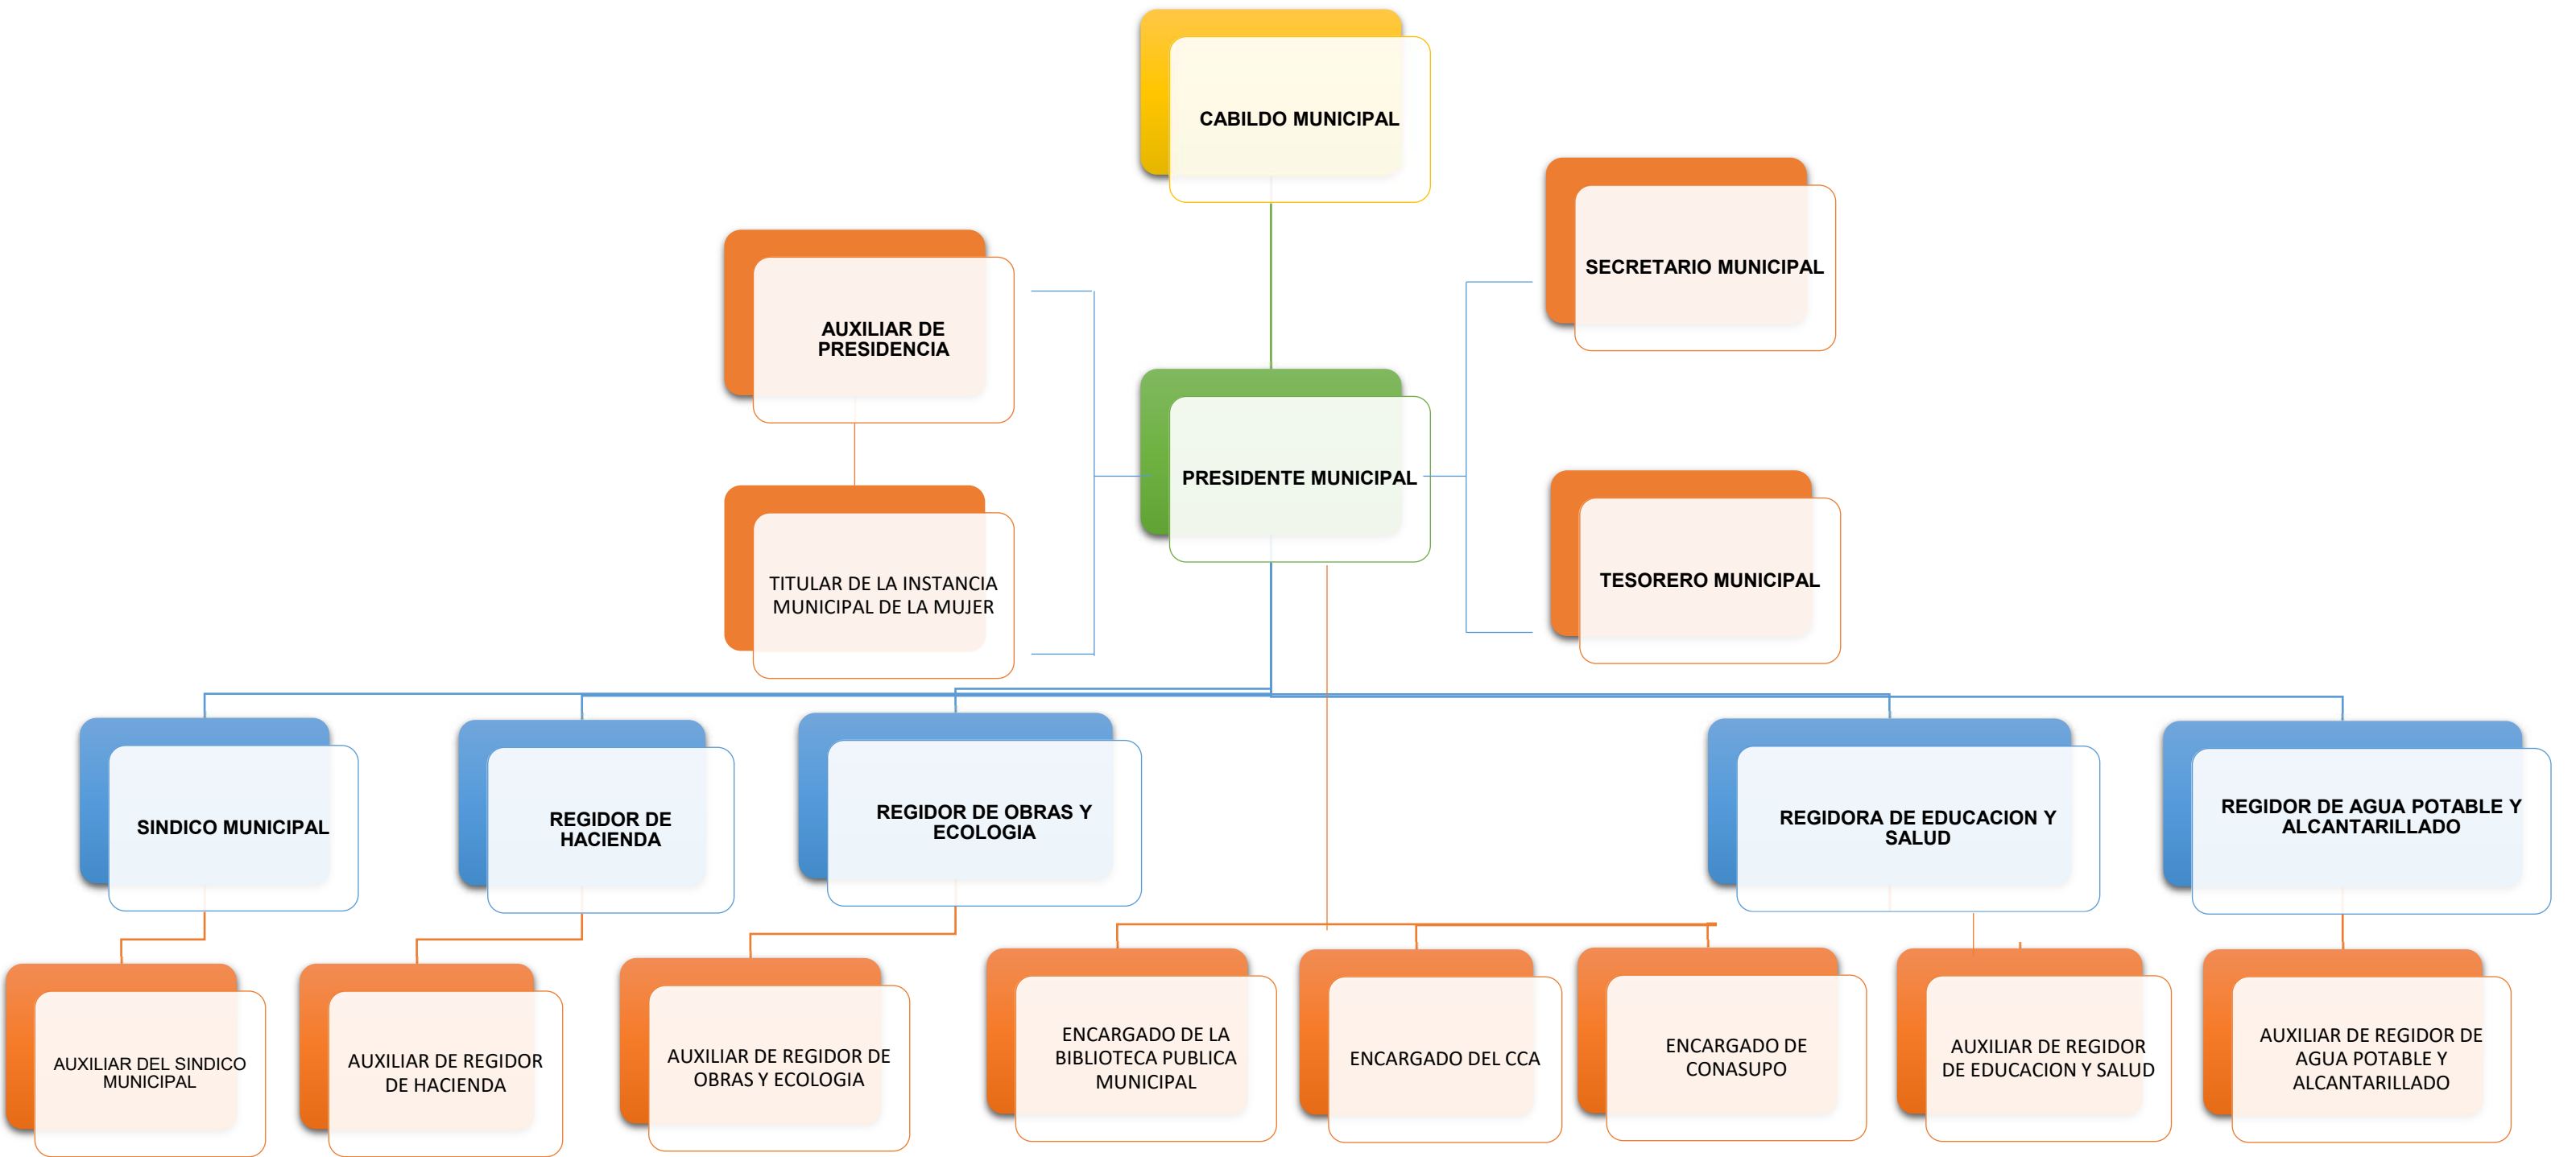 CABILDO MUNICIPAL
SECRETARIO MUNICIPAL
AUXILIAR DE
PRESIDENCIA
PRESIDENTE MUNICIPAL
TITULAR DE LA INSTANCIA
MUNICIPAL DE LA MUJER
TESORERO MUNICIPAL
SINDICO MUNICIPAL
REGIDOR DE
HACIENDA
REGIDOR DE OBRAS Y
ECOLOGIA
REGIDORA DE EDUCACION Y
SALUD
REGIDOR DE AGUA POTABLE Y
ALCANTARILLADO
AUXILIAR DEL SINDICO
MUNICIPAL
AUXILIAR DE REGIDOR
DE HACIENDA
AUXILIAR DE REGIDOR DE
OBRAS Y ECOLOGIA
ENCARGADO DE LA
BIBLIOTECA PUBLICA
MUNICIPAL
ENCARGADO DEL CCA
ENCARGADO DE
CONASUPO
AUXILIAR DE REGIDOR
DE EDUCACION Y SALUD
AUXILIAR DE REGIDOR DE
AGUA POTABLE Y
ALCANTARILLADO